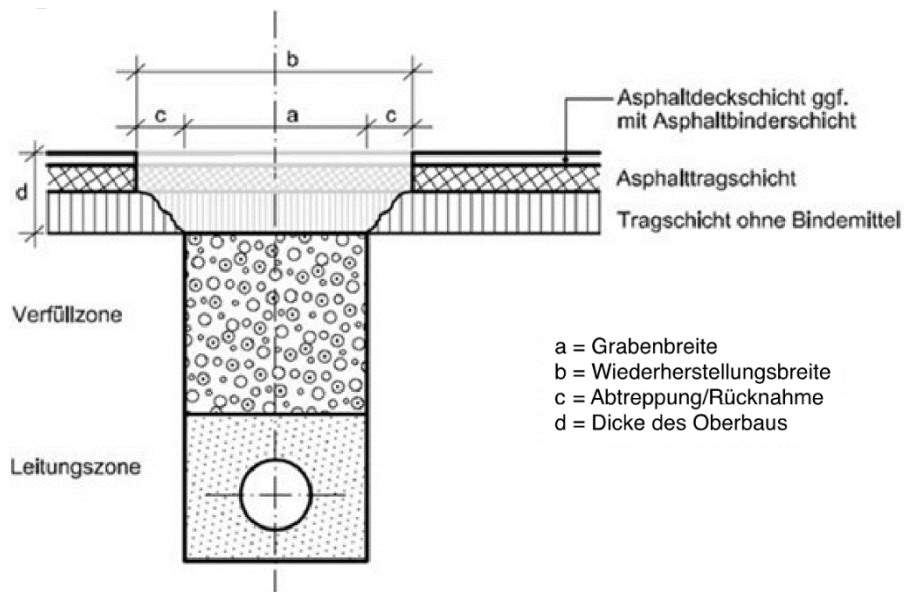 b
c
a
c
d
Asphaltdeckschicht ggf.
mit Asphaltbinderschicht
Asphalttragschicht
Tragschicht ohne Bindemittel
Verfüllzone
a = Grabenbreite
b = Wiederherstellungsbreite
c = Abtreppung/Rücknahme
d = Dicke des Oberbaus
Leitungszone